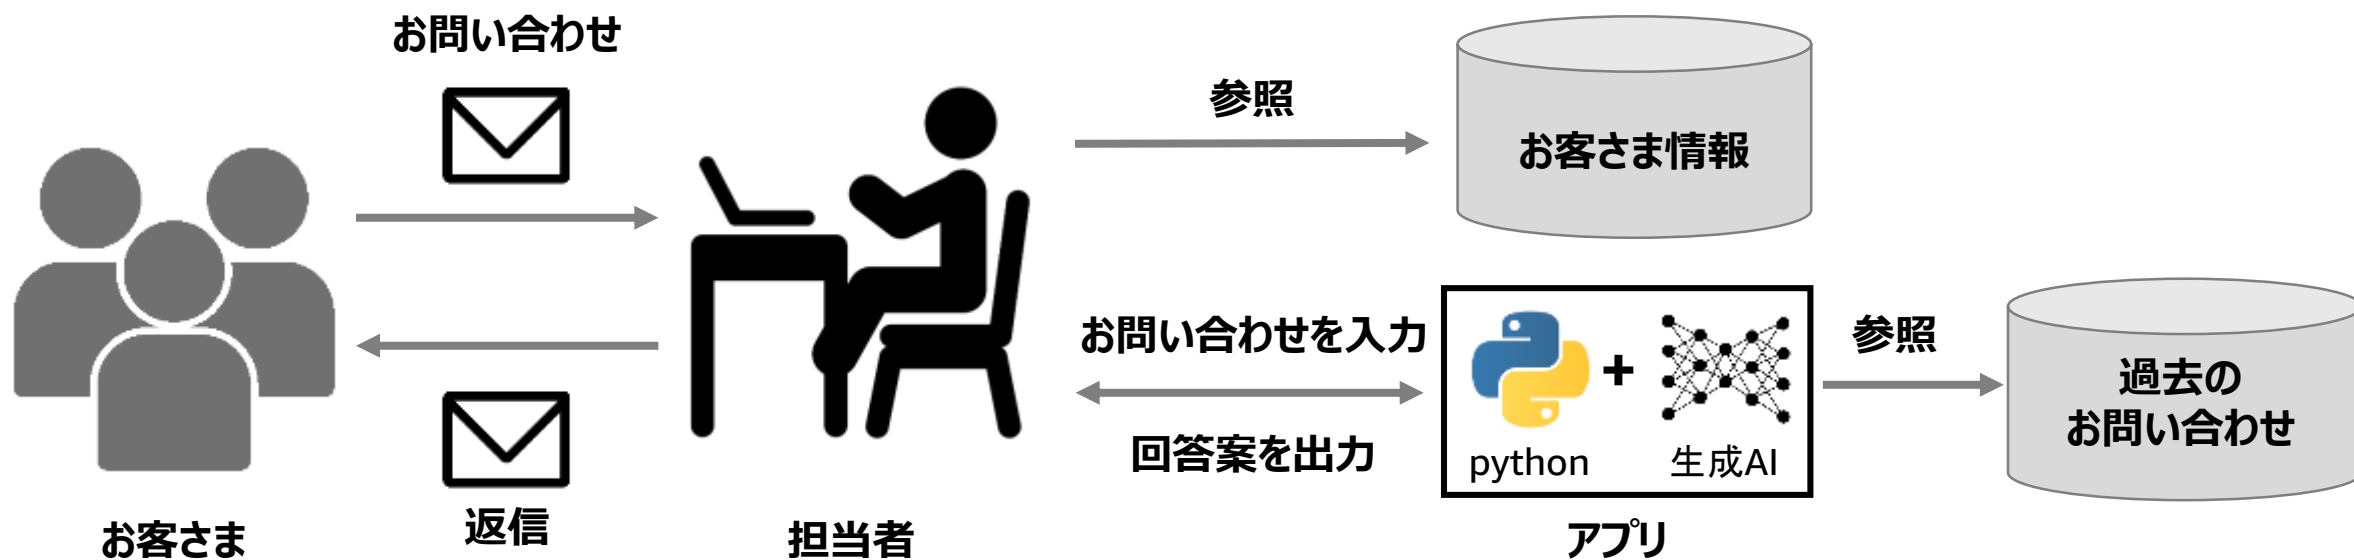 お問い合わせ
参照
お客さま情報
お問い合わせを入力
回答案を出力
+
python
生成AI
参照
過去の
お問い合わせ
お客さま
返信
担当者
アプリ